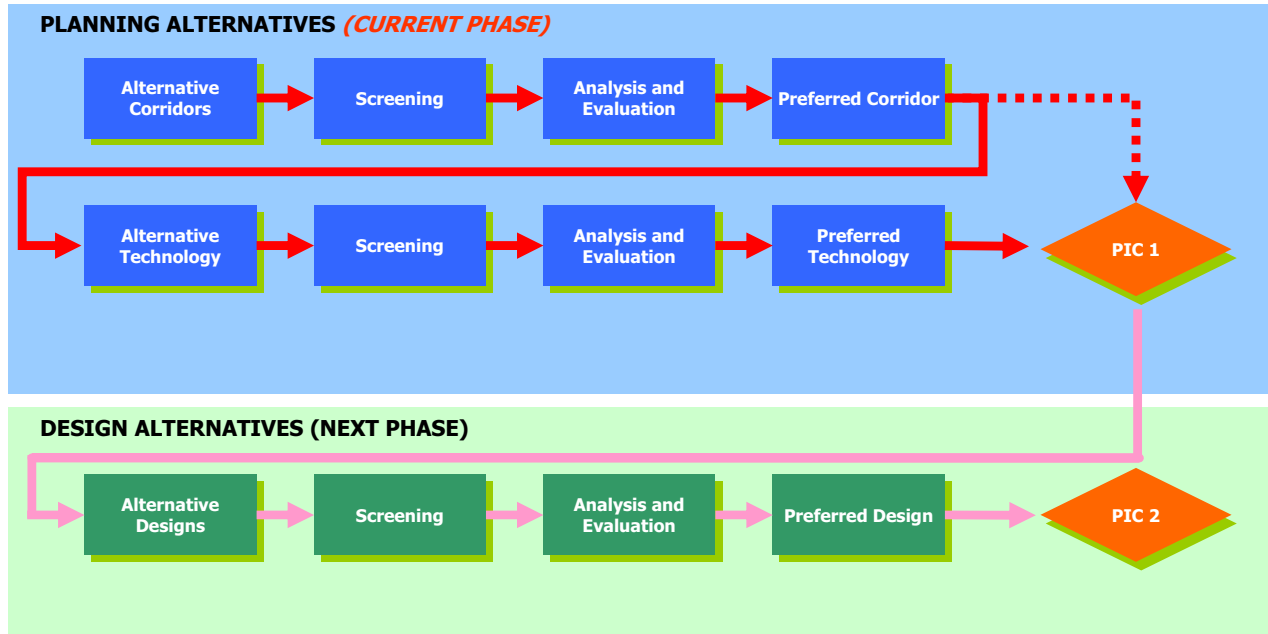 PLANNING ALTERNATIVES (CURRENT PHASE)
Alternative
Corridors
Screening
Analysis and
Evaluation
Preferred Corridor
Alternative
Technology
Screening
Analysis and
Evaluation
Preferred
Technology
PIC 1
DESIGN ALTERNATIVES (NEXT PHASE)
Alternative
Designs
Screening
Analysis and
Evaluation
Preferred Design
PIC 2